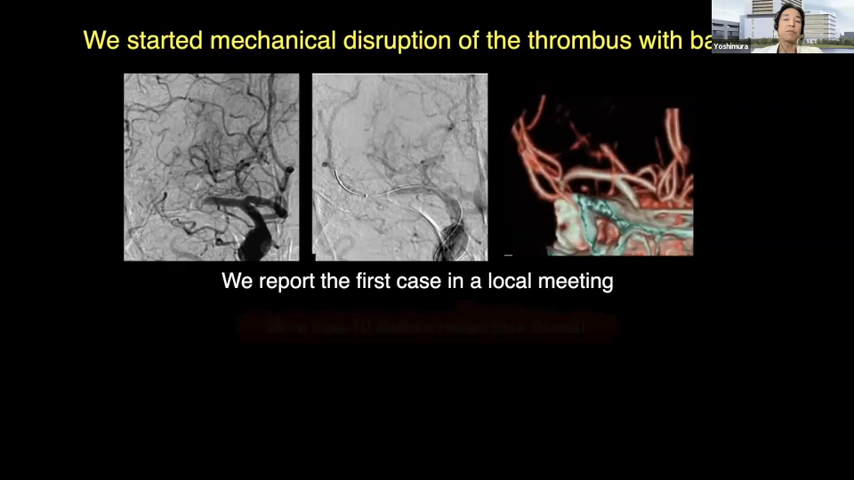 We started mechanical disruption of the thrombus with ba
Yoshimura
We report the first case in a local meeting